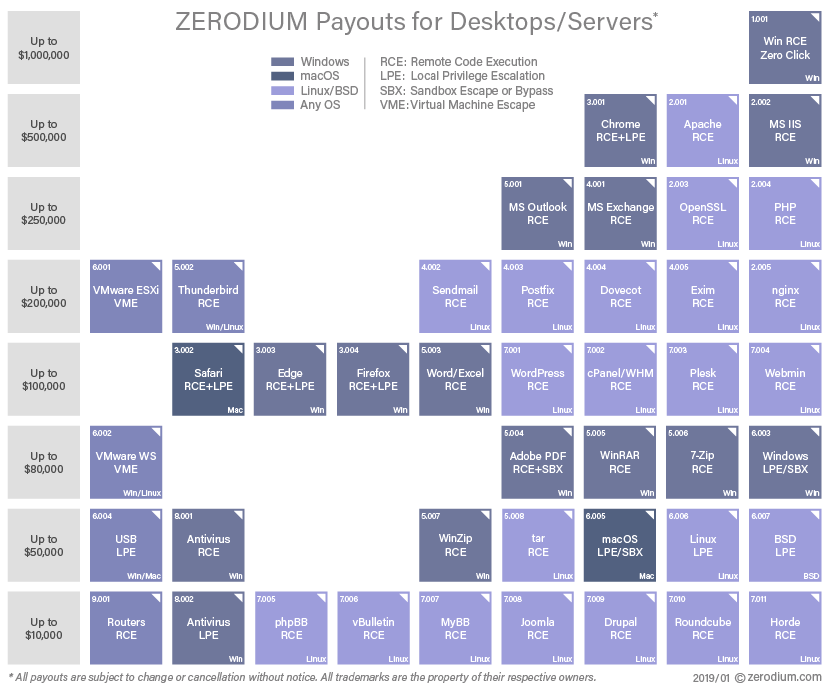 ZERODIUM Payouts for Desktops/Servers*
Windows
macOS
Linux/BSD
Any OS
RCE: Remote Code Execution
LPE: Local Privilege Escalation
SBX: Sandbox Escape or Bypass
VME: Virtual Machine Escape
Up to
$1,000,000
1.001
Win RCE
Zero Click
Win
Up to
$500,000
3.001
Chrome
RCE+LPE
Win
2.001
Apache
RCE
Linux
2.002
MS IIS
RCE
Win
Up to
$250,000
5.001
MS Outlook
RCE
Win
4.001
MS Exchange
RCE
Win
2.003
OpenSSL
RCE
Linux
2.004
PHP
RCE
Linux
Up to
$200,000
6.001
VMware ESXi
VME
5.002
Thunderbird
RCE
Win/Linux
4.002
Sendmail
RCE
Linux
4.003
Postfix
RCE
Linux
4.004
Dovecot
RCE
Linux
4.005
Exim
RCE
Linux
2.005
nginx
RCE
Linux
Up to
$100,000
3.002
Safari
RCE+LPE
Mac
3.003
Edge
RCE+LPE
Win
3.004
Firefox
RCE+LPE
Win
5.003
Word/Excel
RCE
Win
7.001
WordPress
RCE
Linux
7.002
cPanel/WHM
RCE
Linux
7.003
Plesk
RCE
Linux
7.004
Webmin
RCE
Linux
Up to
$80,000
6.002
VMware WS
VME
Win/Linux
5.004
Adobe PDF
RCE+SBX
Win
5.005
WinRAR
RCE
Win
5.006
7-Zip
RCE
Win
6.003
Windows
LPE/SBX
Win
Up to
$50,000
6.004
USB
LPE
Win/Mac
8.001
Antivirus
RCE
Win
5.007
WinZip
RCE
Win
5.008
tar
RCE
Linux
6.005
macOS
LPE/SBX
Mac
6.006
Linux
LPE
Linux
6.007
BSD
LPE
BSD
Up to
$10,000
9.001
Routers
RCE
8.002
Antivirus
LPE
Win
7.005
phpBB
RCE
Linux
7.006
vBulletin
RCE
Linux
7.007
MyBB
RCE
Linux
7.008
Joomla
RCE
Linux
7.009
Drupal
RCE
Linux
7.010
Roundcube
RCE
Linux
7.011
Horde
RCE
Linux
* All payouts are subject to change or cancellation without notice. All trademarks are the property of their respective owners.
2019/01 © zerodium.com